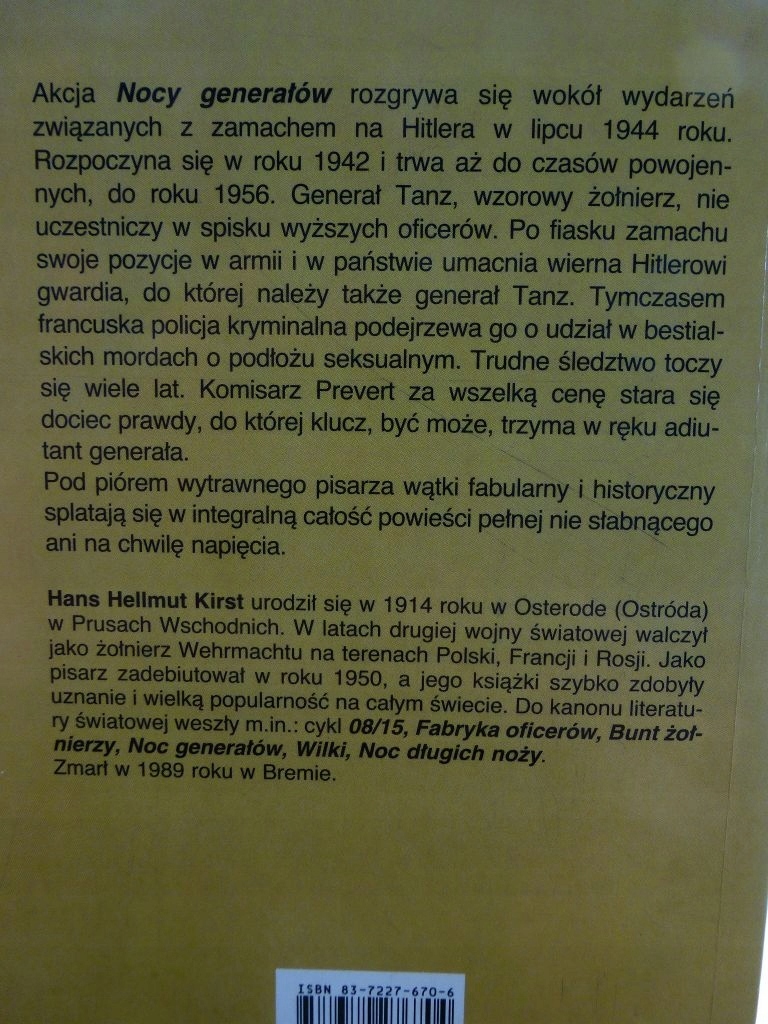 Akcja Nocy generałów rozgrywa się wokół wydarzeń
związanych z zamachem na Hitlera w lipcu 1944 roku.
Rozpoczyna się w roku 1942 i trwa aż do czasów powojen-
nych, do roku 1956. Generał Tanz, wzorowy żołnierz, nie
uczestniczy w spisku wyższych oficerów. Po fiasku zamachu
swoje pozycje w armii i w państwie umacnia wierna Hitlerowi
gwardia, do której należy także generał Tanz. Tymczasem
francuska policja kryminalna podejrzewa go o udział w bestial-
skich mordach o podłożu seksualnym. Trudne śledztwo toczy
się wiele lat. Komisarz Prevert za wszelką cenę stara się
dociec prawdy, do której klucz, być może, trzyma w ręku adiu-
tant generała.
Pod piórem wytrawnego pisarza wątki fabularny i historyczny
splatają się w integralną całość powieści pełnej nie słabnącego
ani na chwilę napięcia.
Hans Hellmut Kirst urodził się w 1914 roku w Osterode (Ostróda)
w Prusach Wschodnich. W latach drugiej wojny światowej walczył
jako żołnierz Wehrmachtu na terenach Polski, Francji i Rosji. Jako
pisarz zadebiutował w roku 1950, a jego książki szybko zdobyły
uznanie i wielką popularność na całym świecie. Do kanonu literatu-
ry światowej weszły m.in.: cykl 08/15, Fabryka oficerów, Bunt żoł-
nierzy, Noc generałów, Wilki, Noc długich noży.
Zmarł w 1989 roku w Bremie.
ISBN 83-7227-670-6